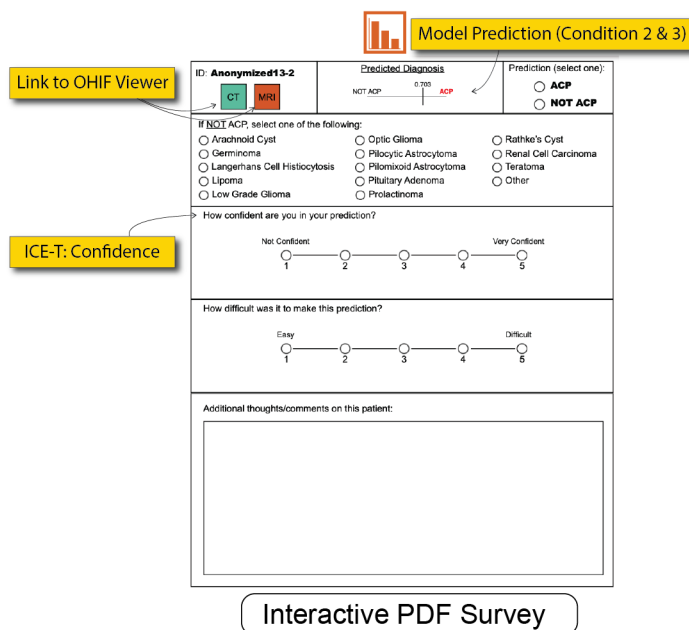 Model Prediction (Condition 2 & 3)
Link to OHIF Viewer
ID: Anonymized13-2
CT MRI
Predicted Diagnosis
0.703
NOT ACP ACP
Prediction (select one):
ACP
NOT ACP
If NOT ACP, select one of the following:
Arachnoid Cyst Optic Glioma Rathke's Cyst
Germinoma Pilocytic Astrocytoma Renal Cell Carcinoma
Langerhans Cell Histiocytosis Pilomixoid Astrocytoma Teratoma
Lipoma Pituitary Adenoma Other
Low Grade Glioma Prolactinoma
ICE-T: Confidence
How confident are you in your prediction?
Not Confident Very Confident
1 2 3 4 5
How difficult was it to make this prediction?
Easy Difficult
1 2 3 4 5
Additional thoughts/comments on this patient:
Interactive PDF Survey